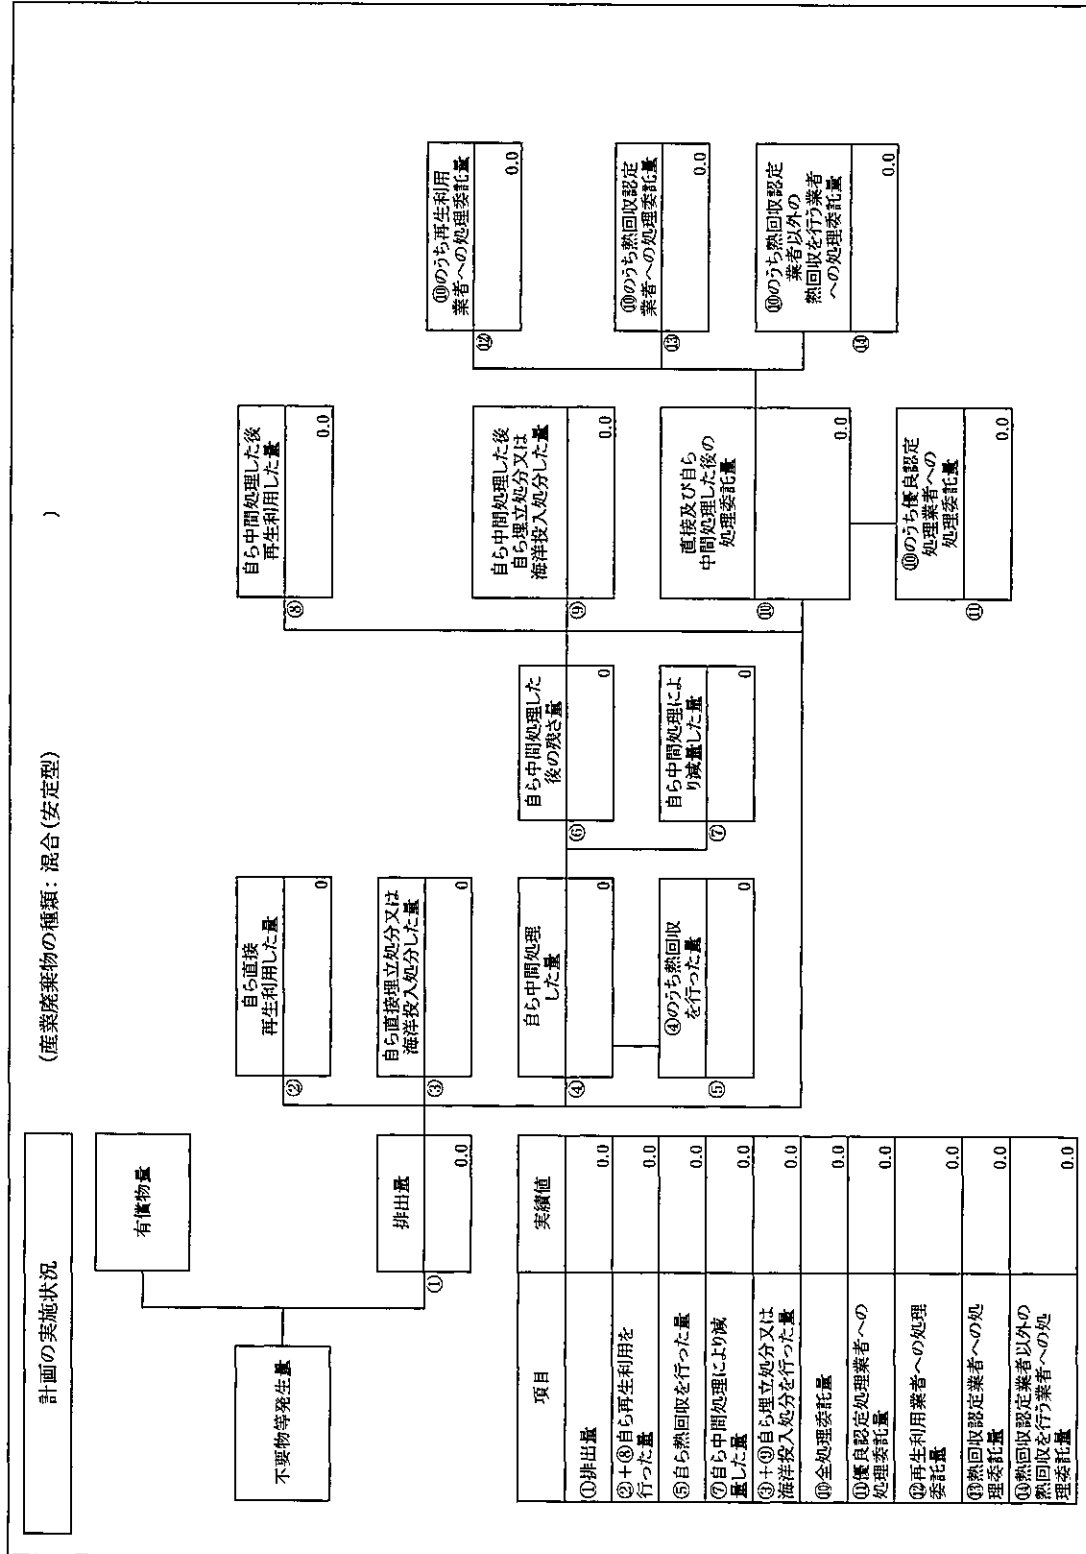 計画の実施状況
(産業廃棄物の種類：混合(安定型)
)
不要物等発生量
有償物量
①
排出量
0.0
②
自ら直接
再生利用した量
0
③
自ら直接埋立処分又は
海洋投入処分した量
0
④
自ら中間処理
した量
0
⑤
④のうち熱回収
を行った量
0
⑥
自ら中間処理した
後の残さ量
0
⑦
自ら中間処理によ
り減量した量
0
⑧
自ら中間処理した後
再生利用した量
0.0
⑨
自ら中間処理した後
自ら埋立処分又は
海洋投入処分した量
0.0
⑩
直接及び自ら
中間処理した後の
処理委託量
0.0
⑪
⑩のうち優良認定
処理業者への
処理委託量
0.0
⑫
⑩のうち再生利用
業者への処理委託量
0.0
⑬
⑩のうち熱回収認定
業者への処理委託量
0.0
⑭
⑩のうち熱回収認定
業者以外の
熱回収を行う業者
への処理委託量
0.0
項目
実績値
①排出量
0.0
②+⑧自ら再生利用を
行った量
0.0
⑤自ら熱回収を行った量
0.0
⑦自ら中間処理により減
量した量
0.0
③+⑨自ら埋立処分又は
海洋投入処分を行った量
0.0
⑩全処理委託量
0.0
⑪優良認定処理業者への
処理委託量
0.0
⑫再生利用業者への処理
委託量
0.0
⑬熱回収認定業者への処
理委託量
0.0
⑭熱回収認定業者以外の
熱回収を行う業者への処
理委託量
0.0